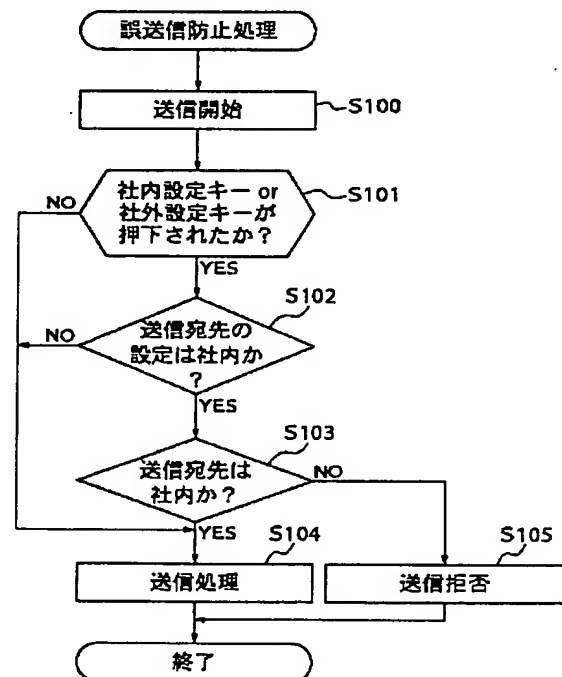 誤送信防止処理
送信開始
S100
社内設定キー or
社外設定キーが
押下されたか?
S101
NO
YES
S102
送信宛先の
設定は社内か
?
NO
YES
S103
送信宛先は
社内か?
NO
YES
S104
送信処理
S105
送信拒否
終了